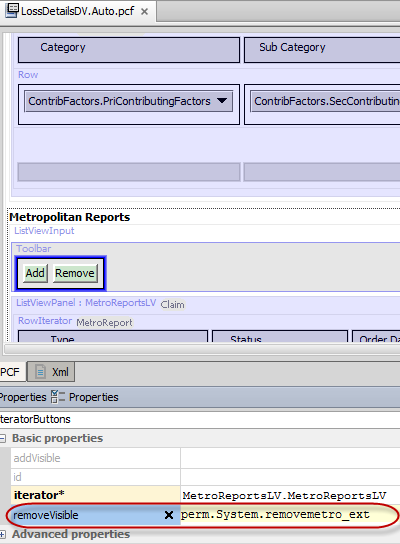 LossDetailsDV.Auto.pcf ×
Category Sub Category
Row
ContribFactors.PriContributingFactors ContribFactors.SecContributing
Metropolitan Reports
ListViewInput
Toolbar
Add Remove
ListViewPanel : MetroReportsLV Claim
RowIterator MetroReport
Type Status Order Da
PCF Xml
Properties Properties
teratorButtons
Basic properties
addVisible
id
iterator* MetroReportsLV.MetroReportsLV
removeVisible perm.System.removemetro_ext
Advanced properties